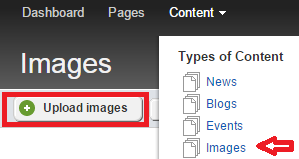 Dashboard Pages Content
Images
Upload images
Types of Content
News
Blogs
Events
Images